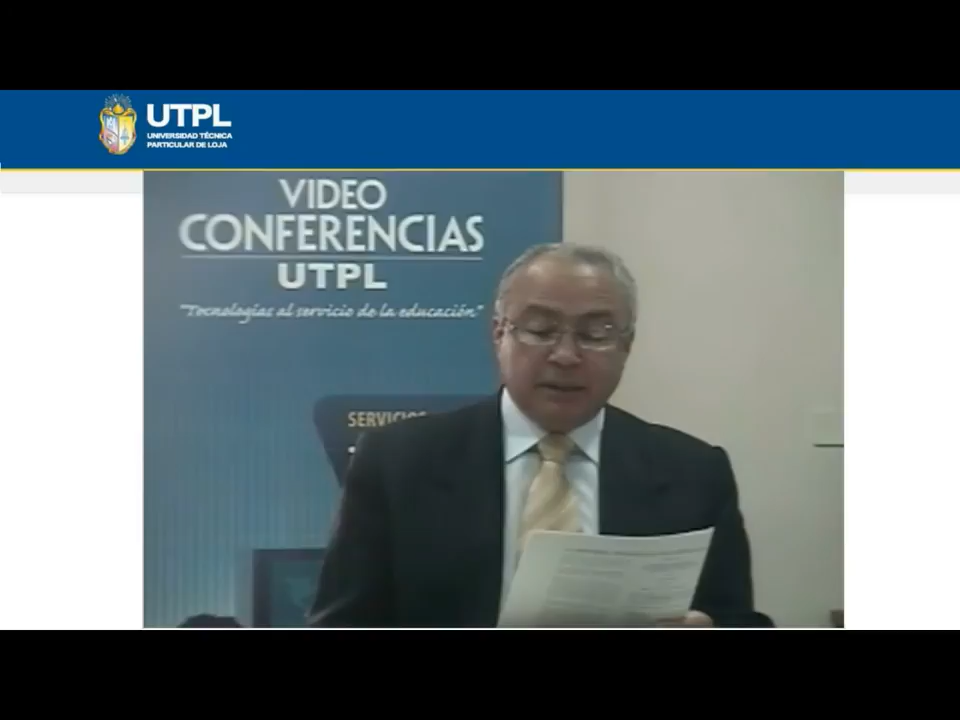 UTPL
UNIVERSIDAD TÉCNICA
PARTICULAR DE LOJA
VIDEO
CONFERENCIAS
UTPL
"Tecnologías al servicio de la educación"
SERVICIOS